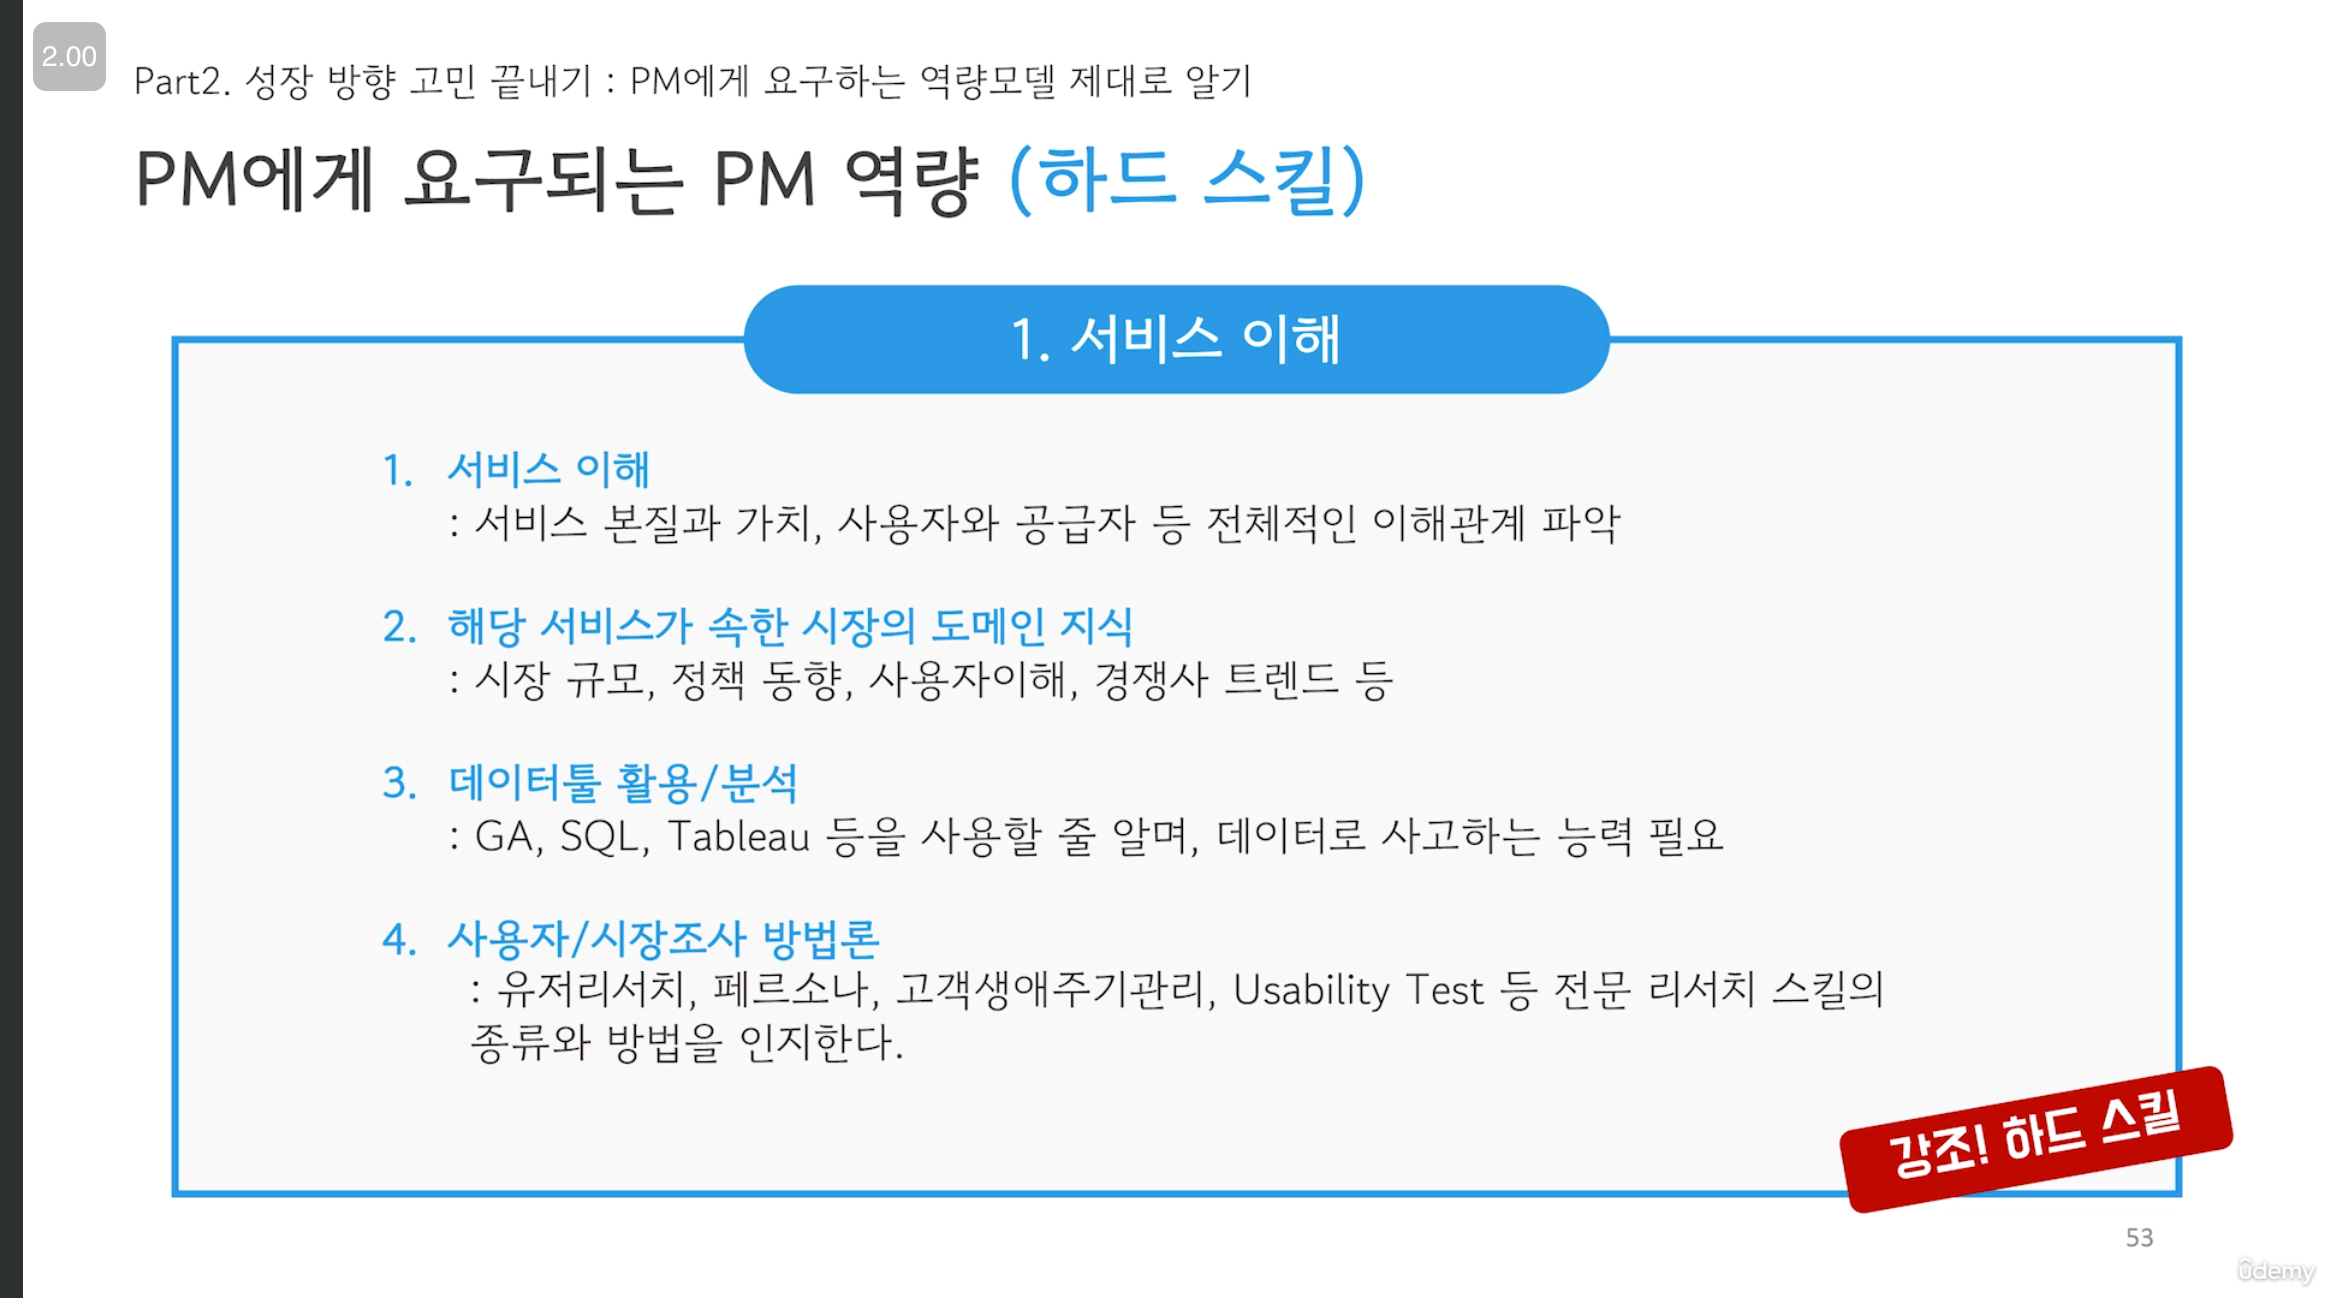 2.00
Part2. 성장 방향 고민 끝내기 : PM에게 요구하는 역량모델 제대로 알기
PM에게 요구되는 PM 역량 (하드 스킬)
1. 서비스 이해
1. 서비스 이해
: 서비스 본질과 가치, 사용자와 공급자 등 전체적인 이해관계 파악
2. 해당 서비스가 속한 시장의 도메인 지식
: 시장 규모, 정책 동향, 사용자이해, 경쟁사 트렌드 등
3. 데이터툴 활용/분석
: GA, SQL, Tableau 등을 사용할 줄 알며, 데이터로 사고하는 능력 필요
4. 사용자/시장조사 방법론
: 유저리서치, 페르소나, 고객생애주기관리, Usability Test 등 전문 리서치 스킬의
종류와 방법을 인지한다.
강조! 하드 스킬
53
ûdemy